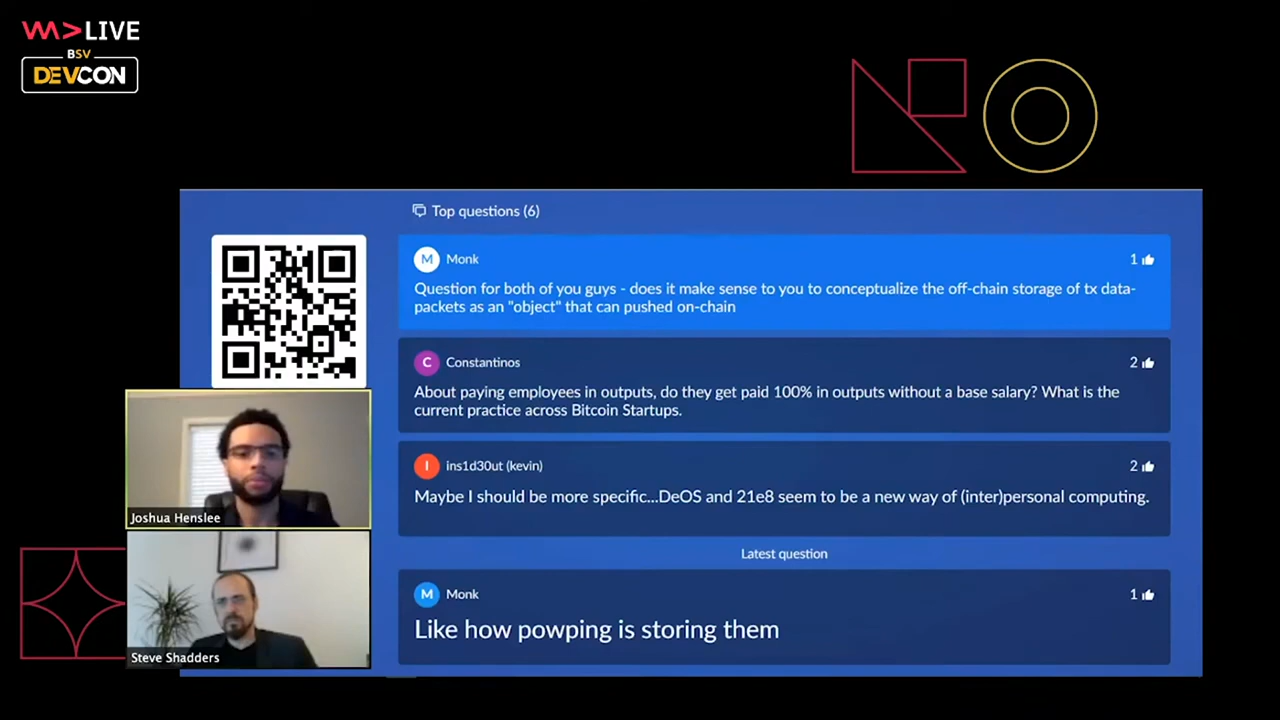 LIVE
BSV
DEVCON
Top questions (6)
M Monk 1
Question for both of you guys - does it make sense to you to conceptualize the off-chain storage of tx data-
packets as an "object" that can pushed on-chain
C Constantinos 2
About paying employees in outputs, do they get paid 100% in outputs without a base salary? What is the
current practice across Bitcoin Startups.
I ins1d30ut (kevin) 2
Maybe I should be more specific...DeOS and 21e8 seem to be a new way of (inter)personal computing.
Latest question
M Monk 1
Like how powping is storing them
Joshua Henslee
Steve Shadders